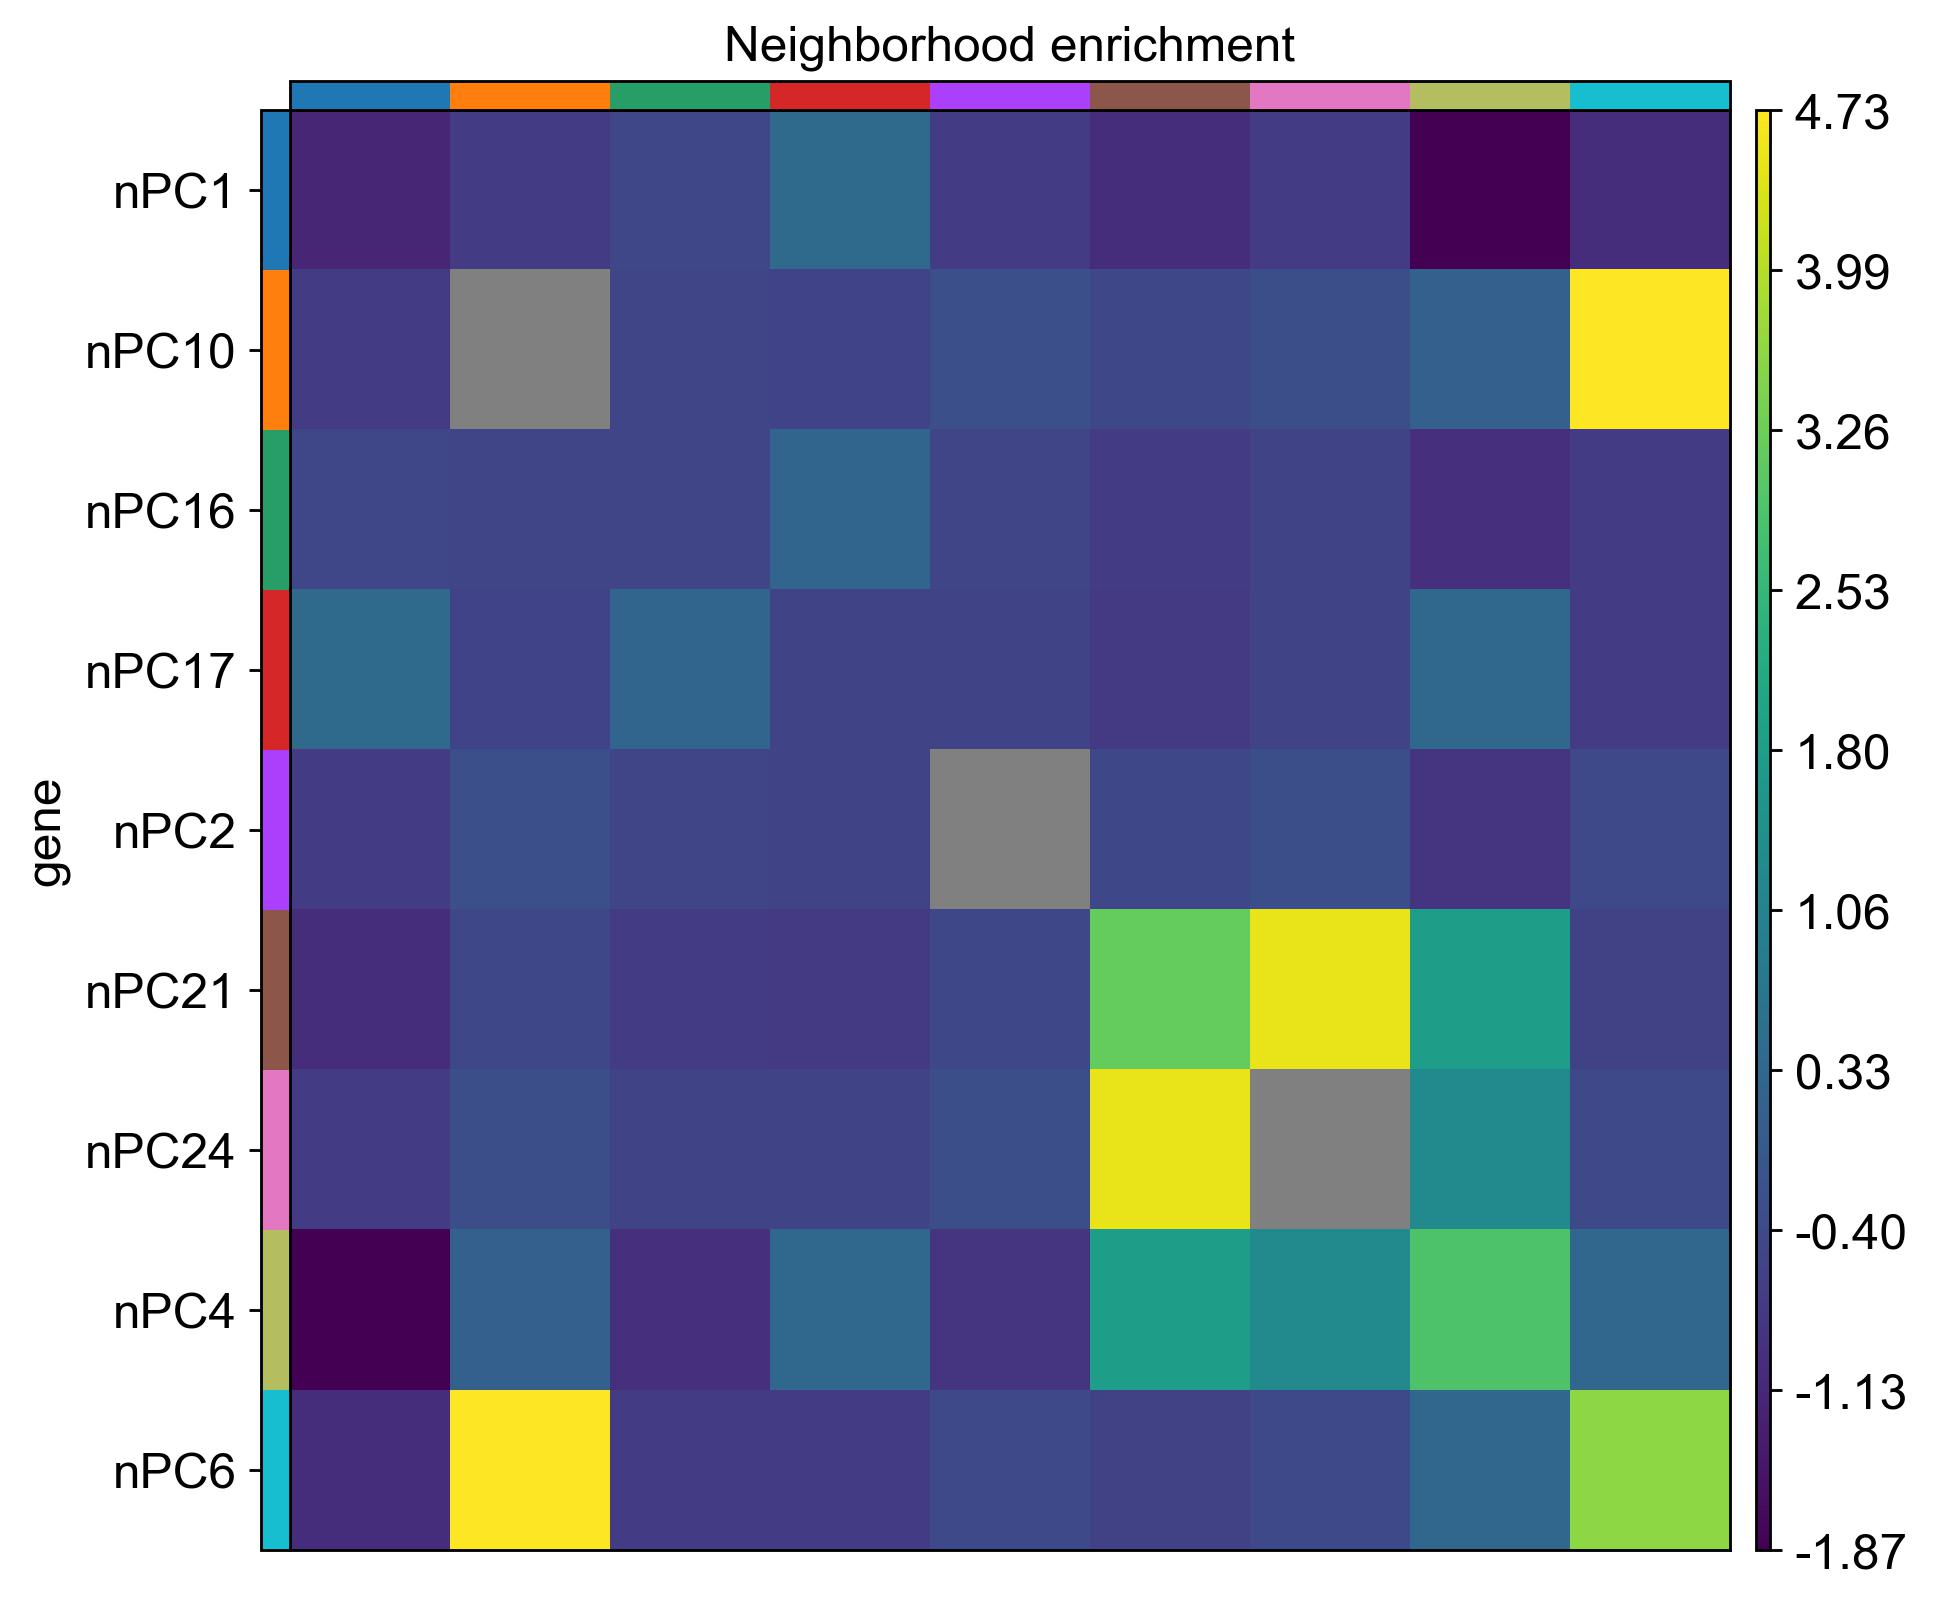 Neighborhood enrichment
gene
nPC1
nPC10
nPC16
nPC17
nPC2
nPC21
nPC24
nPC4
nPC6
4.73
3.99
3.26
2.53
1.80
1.06
0.33
-0.40
-1.13
-1.87